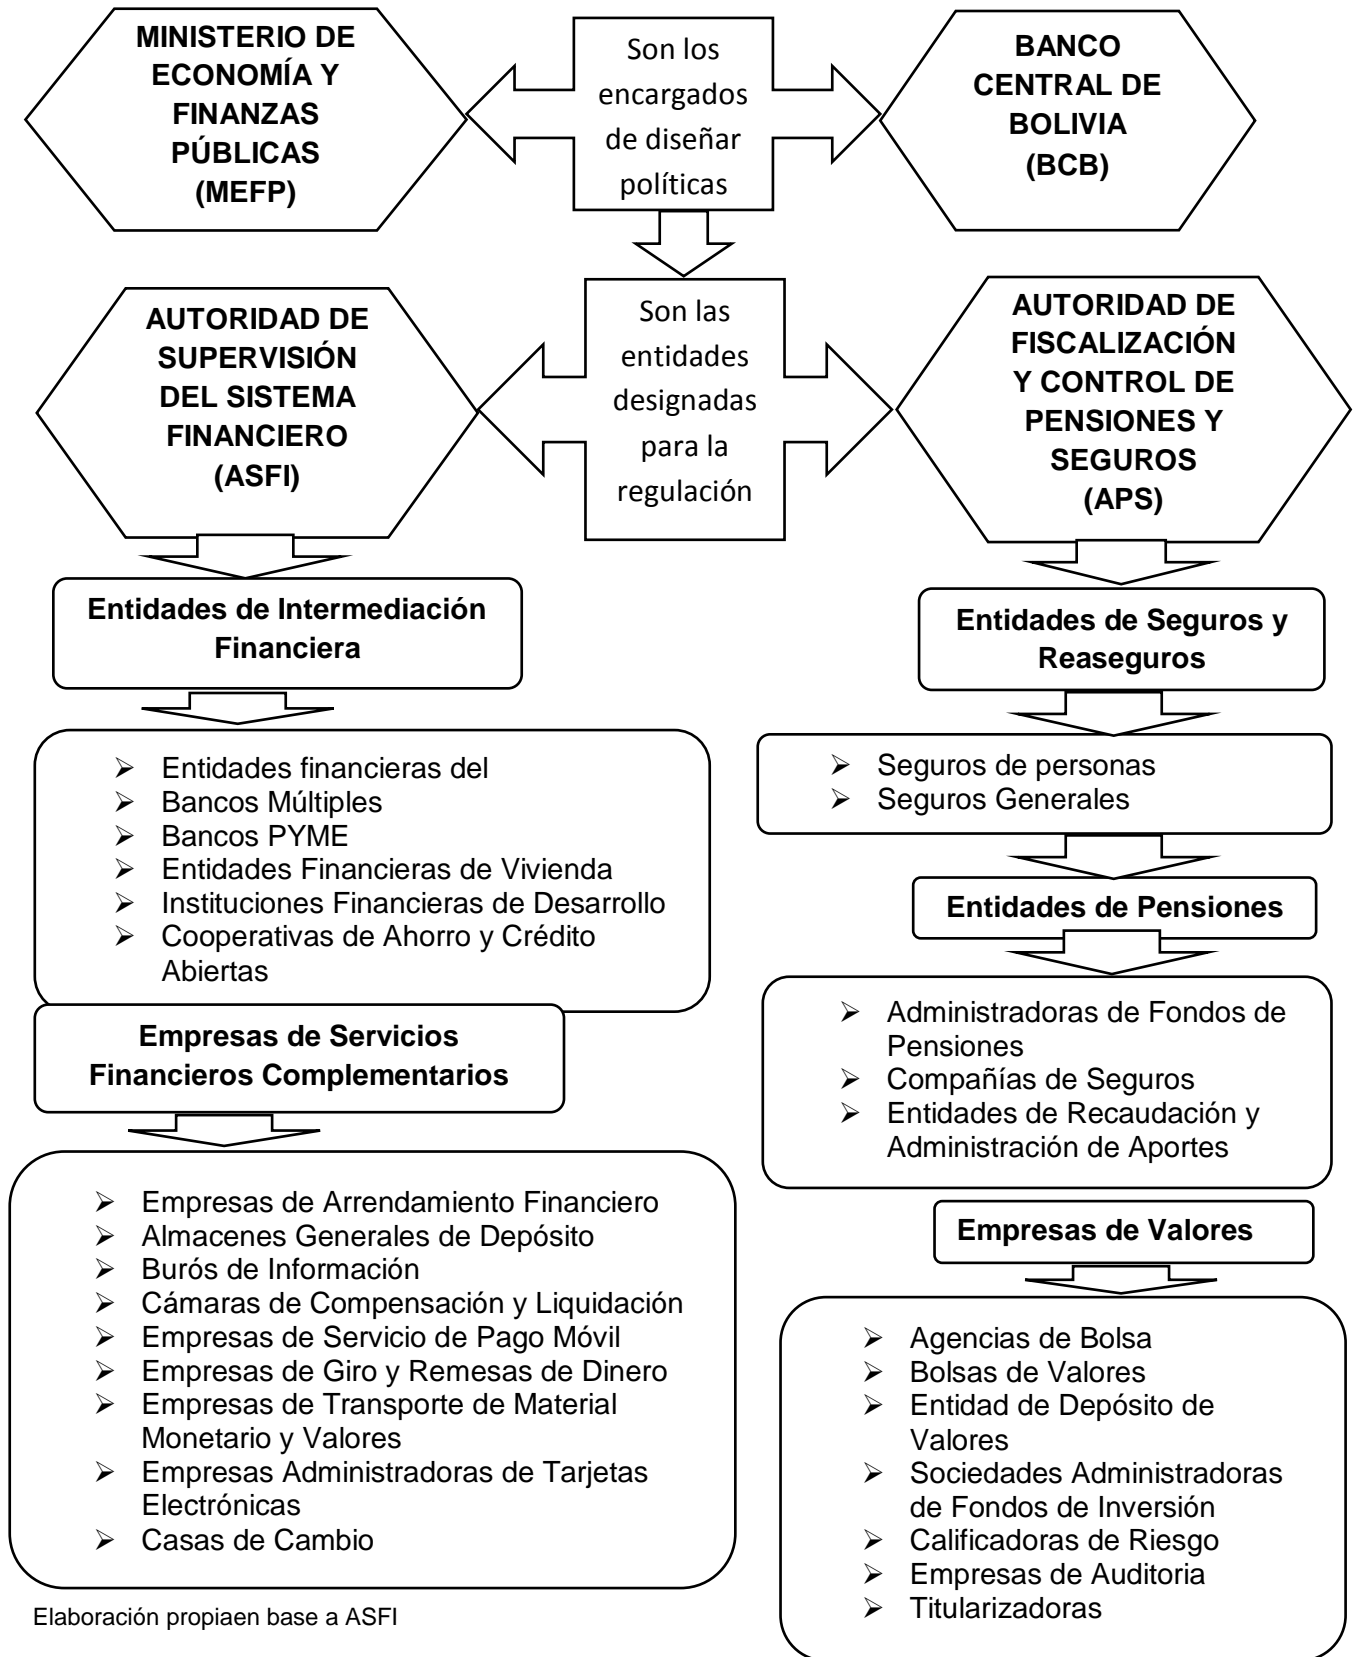 MINISTERIO DE
ECONOMÍA Y
FINANZAS
PÚBLICAS
(MEFP)
Son los
encargados
de diseñar
políticas
BANCO
CENTRAL DE
BOLIVIA
(BCB)
AUTORIDAD DE
SUPERVISIÓN
DEL SISTEMA
FINANCIERO
(ASFI)
Son las
entidades
designadas
para la
regulación
AUTORIDAD DE
FISCALIZACIÓN
Y CONTROL DE
PENSIONES Y
SEGUROS
(APS)
Entidades de Intermediación
Financiera
➢ Entidades financieras del
➢ Bancos Múltiples
➢ Bancos PYME
➢ Entidades Financieras de Vivienda
➢ Instituciones Financieras de Desarrollo
➢ Cooperativas de Ahorro y Crédito
Abiertas
Empresas de Servicios
Financieros Complementarios
➢ Empresas de Arrendamiento Financiero
➢ Almacenes Generales de Depósito
➢ Burós de Información
➢ Cámaras de Compensación y Liquidación
➢ Empresas de Servicio de Pago Móvil
➢ Empresas de Giro y Remesas de Dinero
➢ Empresas de Transporte de Material
Monetario y Valores
➢ Empresas Administradoras de Tarjetas
Electrónicas
➢ Casas de Cambio
Entidades de Seguros y
Reaseguros
➢ Seguros de personas
➢ Seguros Generales
Entidades de Pensiones
➢ Administradoras de Fondos de
Pensiones
➢ Compañías de Seguros
➢ Entidades de Recaudación y
Administración de Aportes
Empresas de Valores
➢ Agencias de Bolsa
➢ Bolsas de Valores
➢ Entidad de Depósito de
Valores
➢ Sociedades Administradoras
de Fondos de Inversión
➢ Calificadoras de Riesgo
➢ Empresas de Auditoria
➢ Titularizadoras
Elaboración propiaen base a ASFI